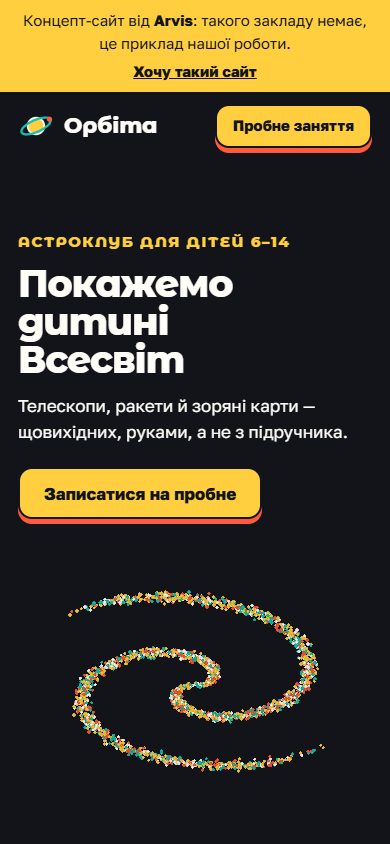 Концепт-сайт від Arvis: такого закладу немає,
це приклад нашої роботи.
Хочу такий сайт
Орбіта
Пробне заняття
АСТРОКЛУБ ДЛЯ ДІТЕЙ 6–14
Покажемо
дитині
Всесвіт
Телескопи, ракети й зоряні карти —
щовихідних, руками, а не з підручника.
Записатися на пробне